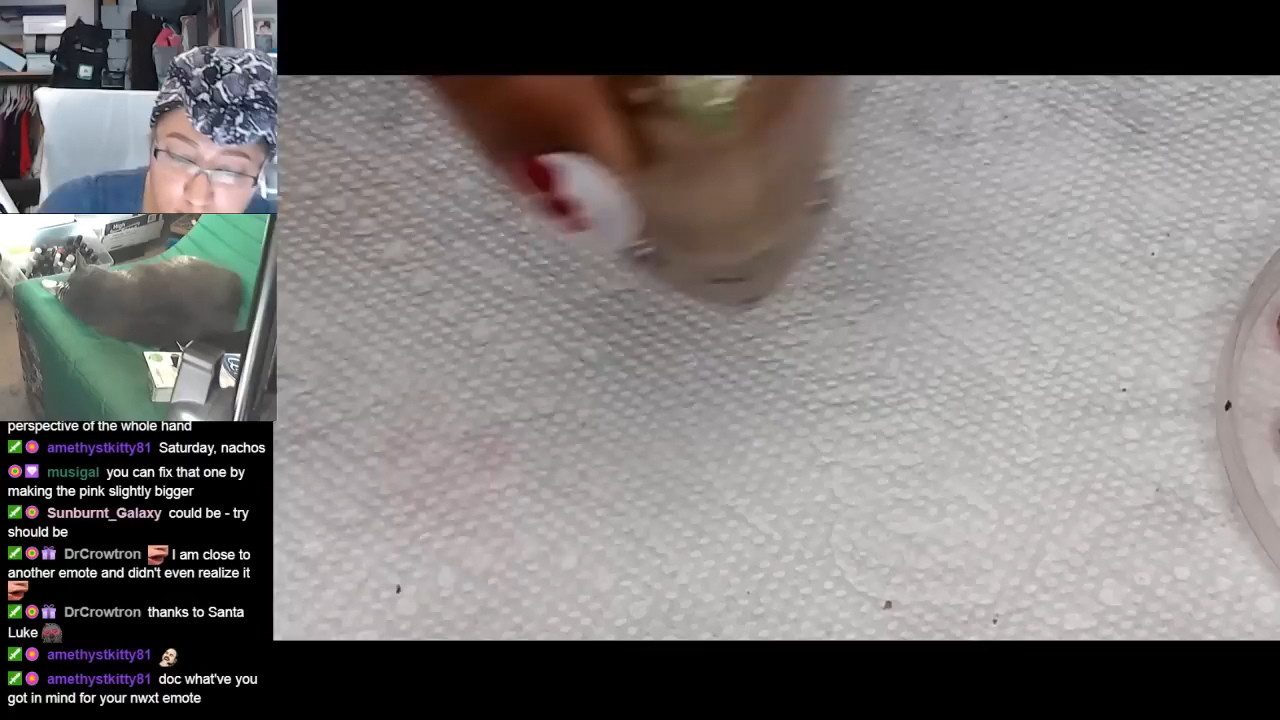 perspective of the whole hand
amethystkitty81 Saturday, nachos
musigal you can fix that one by
making the pink slightly bigger
Sunburnt_Galaxy could be - try
should be
DrCrowtron I am close to
another emote and didn't even realize it
DrCrowtron thanks to Santa
Luke
amethystkitty81
amethystkitty81 doc what've you
got in mind for your nwxt emote